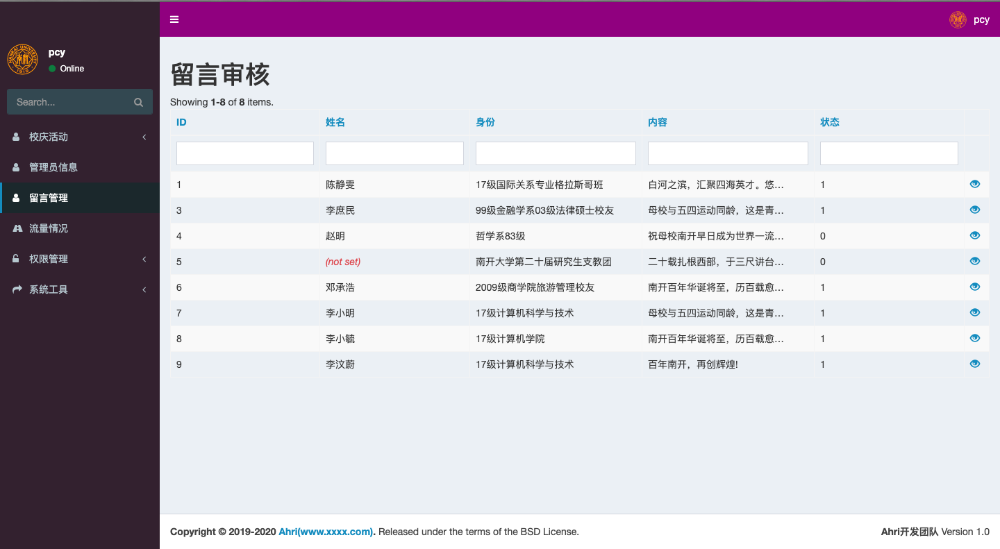 pcy
NANKAI UNIVERSITY
1919
pcy
Online
Search...
校庆活动
管理员信息
留言管理
流量情况
权限管理
系统工具
留言审核
Showing 1-8 of 8 items.
ID 姓名 身份 内容 状态
1 陈静雯 17级国际关系专业格拉斯哥班 白河之滨，汇聚四海英才。悠... 1
3 李庶民 99级金融学系03级法律硕士校友 母校与五四运动同龄，这是青... 1
4 赵明 哲学系83级 祝母校南开早日成为世界一流... 0
5 (not set) 南开大学第二十届研究生支教团 二十载扎根西部，于三尺讲台... 0
6 邓承浩 2009级商学院旅游管理校友 南开百年华诞将至，历百载愈... 1
7 李小明 17级计算机科学与技术 母校与五四运动同龄，这是青... 1
8 李小毓 17级计算机学院 南开百年华诞将至，历百载愈... 1
9 李汶蔚 17级计算机科学与技术 百年南开，再创辉煌! 1
Copyright © 2019-2020 Ahri(www.xxxx.com). Released under the terms of the BSD License.
Ahri开发团队 Version 1.0